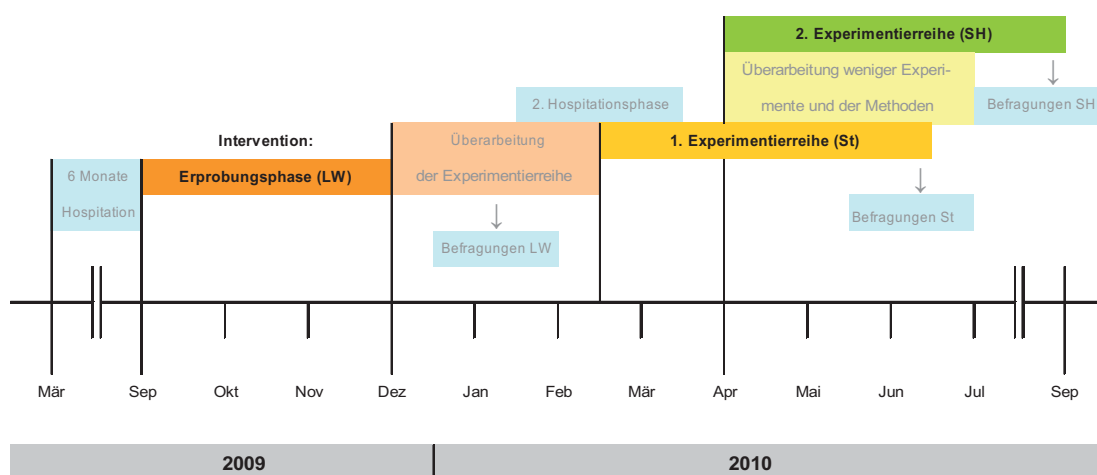 2. Experimentierreihe (SH)
Überarbeitung weniger Experi-
mente und der Methoden
2. Hospitationsphase
Befragungen SH
Intervention:
Überarbeitung
der Experimentierreihe
1. Experimentierreihe (St)
6 Monate
Hospitation
Erprobungsphase (LW)
Befragungen St
Befragungen LW
Mär
Sep
Okt
Nov
Dez
Jan
Feb
Mär
Apr
Mai
Jun
Jul
Sep
2009
2010